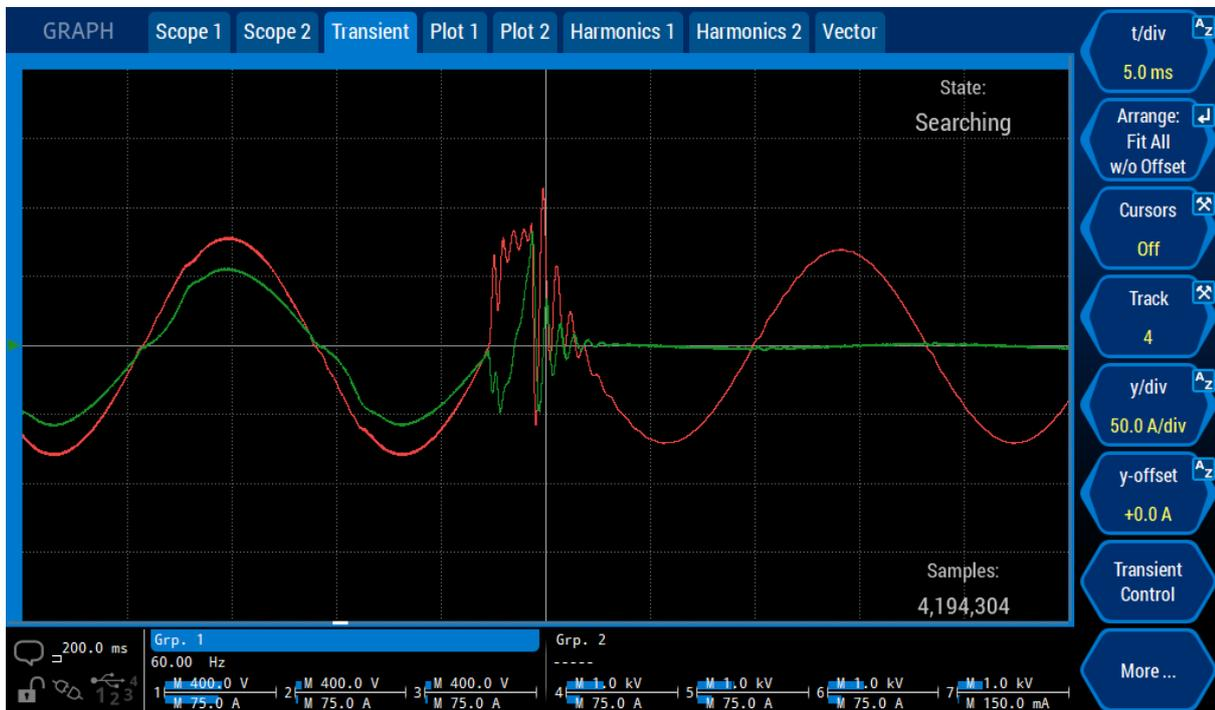 GRAPH
Scope 1
Scope 2
Transient
Plot 1
Plot 2
Harmonics 1
Harmonics 2
Vector
State:
Searching
Samples:
4,194,304
t/div
5.0 ms
Arrange:
Fit All
w/o Offset
Cursors
Off
Track
4
y/div
50.0 A/div
y-offset
+0.0 A
Transient
Control
More ...
200.0 ms
4
1 2 3
Grp. 1
60.00 Hz
1 M 400.0 V
M 75.0 A
2 M 400.0 V
M 75.0 A
3 M 400.0 V
M 75.0 A
Grp. 2
-----
4 M 1.0 kV
M 75.0 A
5 M 1.0 kV
M 75.0 A
6 M 1.0 kV
M 75.0 A
7 M 1.0 kV
M 150.0 mA